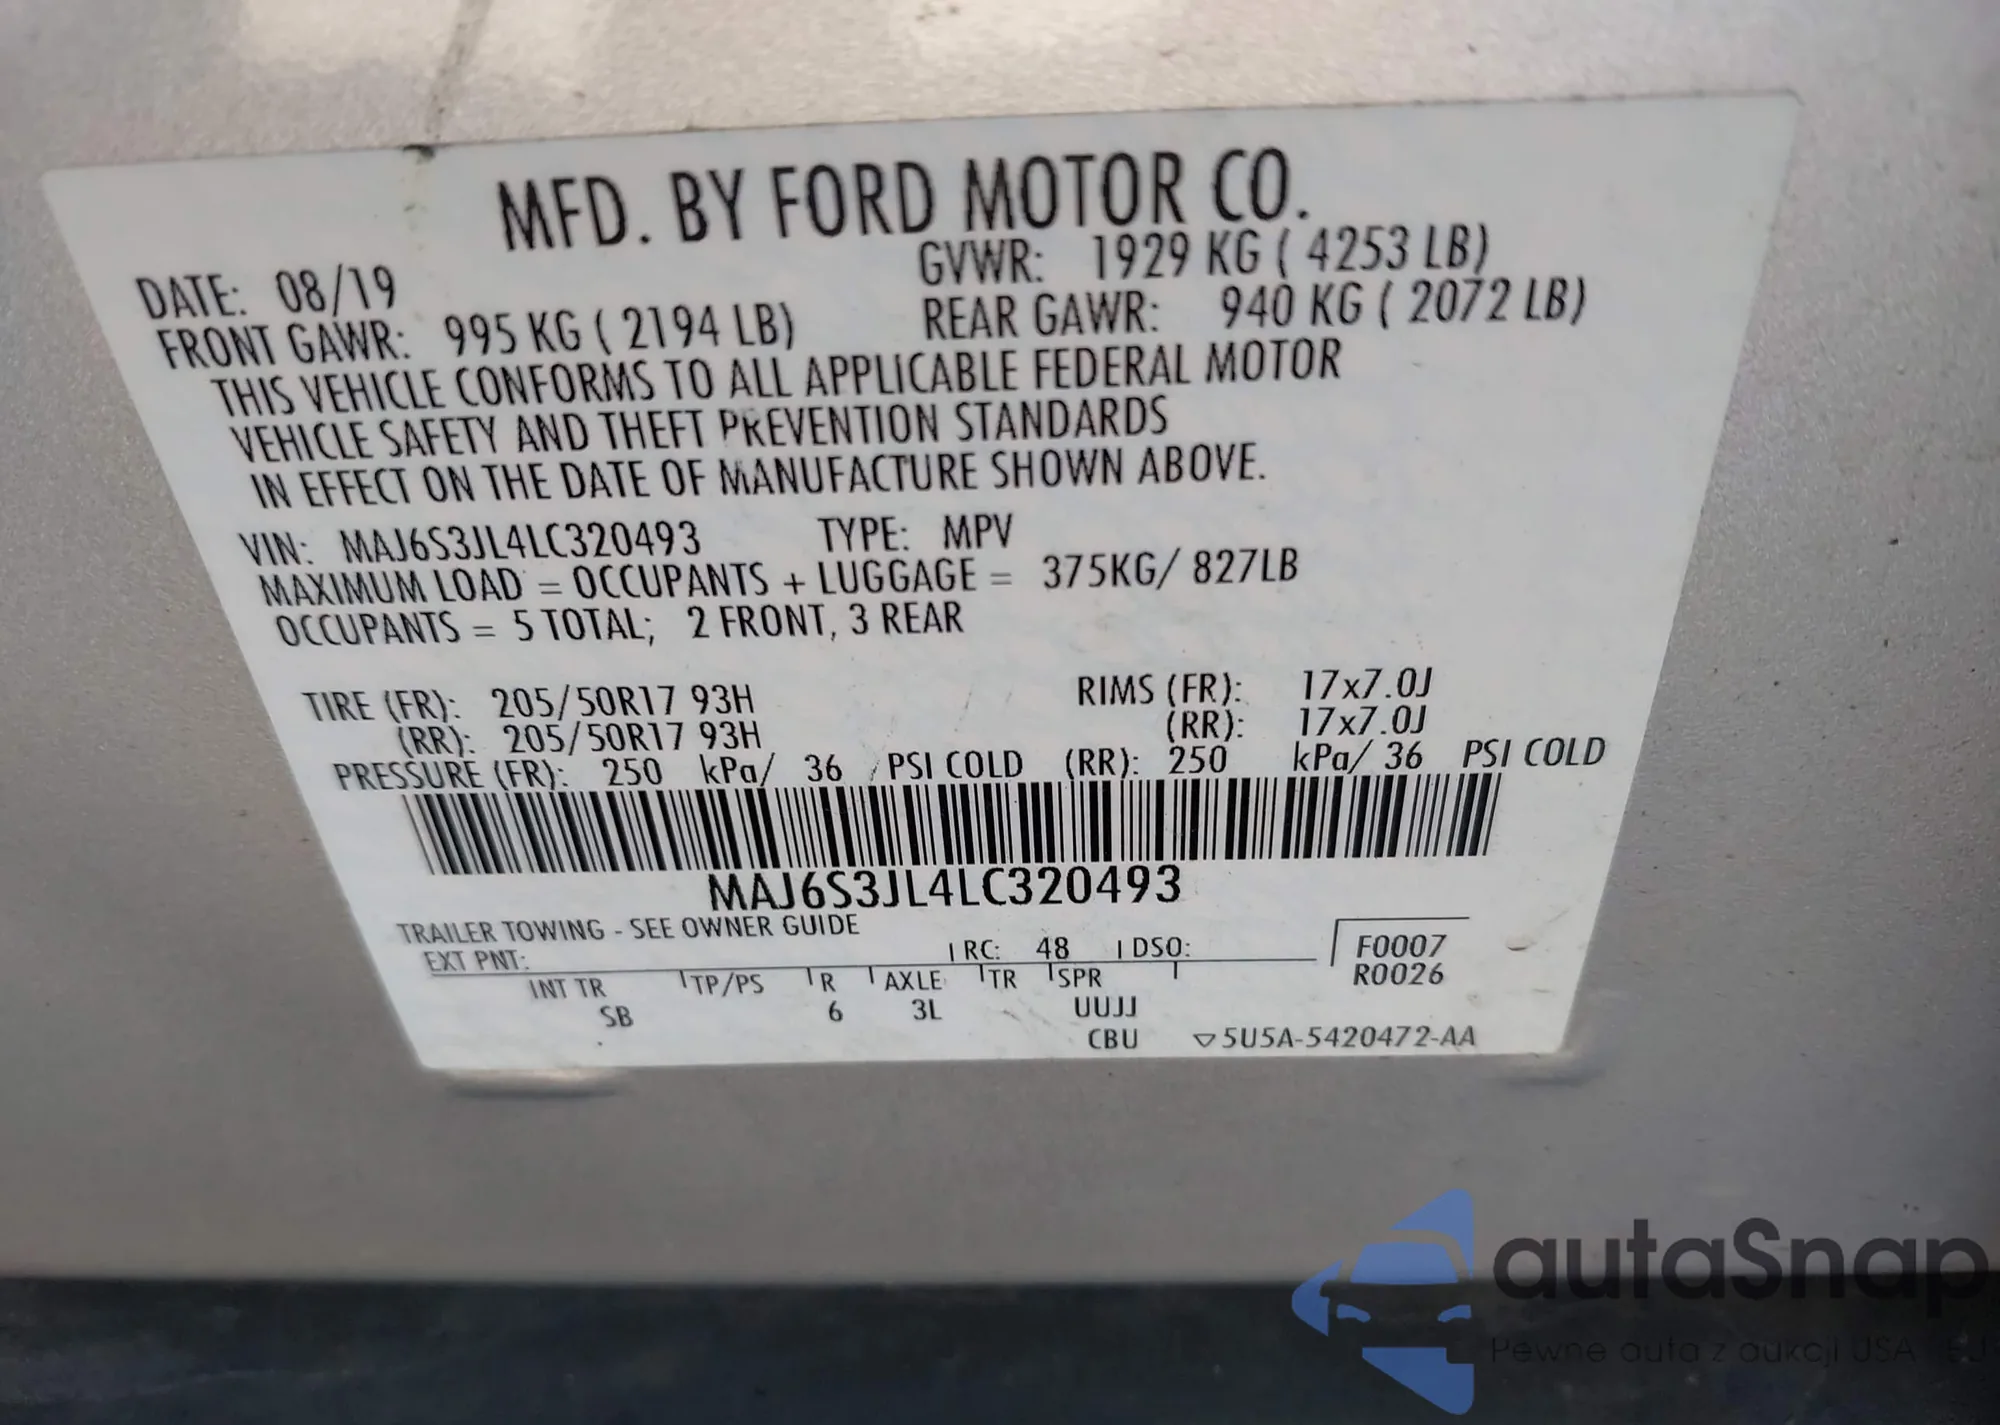 MFD. BY FORD MOTOR CO.
DATE: 08/19 GVWR: 1929 KG ( 4253 LB)
FRONT GAWR: 995 KG ( 2194 LB) REAR GAWR: 940 KG ( 2072 LB)
THIS VEHICLE CONFORMS TO ALL APPLICABLE FEDERAL MOTOR
VEHICLE SAFETY AND THEFT PREVENTION STANDARDS
IN EFFECT ON THE DATE OF MANUFACTURE SHOWN ABOVE.
VIN: MAJ6S3JL4LC320493 TYPE: MPV
MAXIMUM LOAD = OCCUPANTS + LUGGAGE = 375KG/ 827LB
OCCUPANTS = 5 TOTAL; 2 FRONT, 3 REAR
TIRE (FR): 205/50R17 93H RIMS (FR): 17x7.0J
(RR): 205/50R17 93H (RR): 17x7.0J
PRESSURE (FR): 250 kPa/ 36 PSI COLD (RR): 250 kPa/ 36 PSI COLD
MAJ6S3JL4LC320493
TRAILER TOWING - SEE OWNER GUIDE
EXT PNT: RC: 48 DSO: F0007
R0026
INT TR TP/PS R AXLE TR SPR
SB 6 3L UUJJ
CBU ▽5U5A-5420472-AA
autaSnap
Pewne auta z aukcji USA